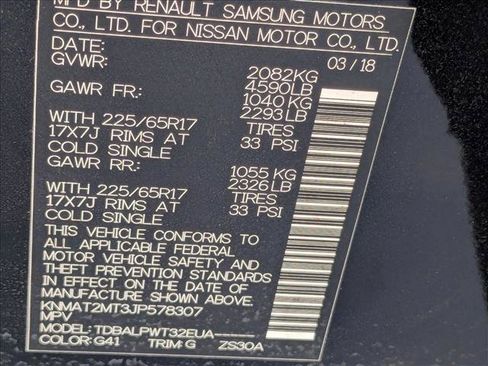 MFD BY RENAULT SAMSUNG MOTORS
CO., LTD. FOR NISSAN MOTOR CO., LTD.
DATE: 03/18
GVWR: 2082KG
4590LB
GAWR FR: 1040KG
2293LB
WITH 225/65R17 TIRES
17X7J RIMS AT 33 PSI
COLD SINGLE
GAWR RR: 1055KG
2326LB
WITH 225/65R17 TIRES
17X7J RIMS AT 33 PSI
COLD SINGLE
THIS VEHICLE CONFORMS TO
ALL APPLICABLE FEDERAL
MOTOR VEHICLE SAFETY AND
THEFT PREVENTION STANDARDS
IN EFFECT ON THE DATE OF
MANUFACTURE SHOWN ABOVE.
KNMAT2MT3JP578307
MPV
MODEL: TDBALPWT32EUA-----
COLOR: G41 TRIM: G ZS30A